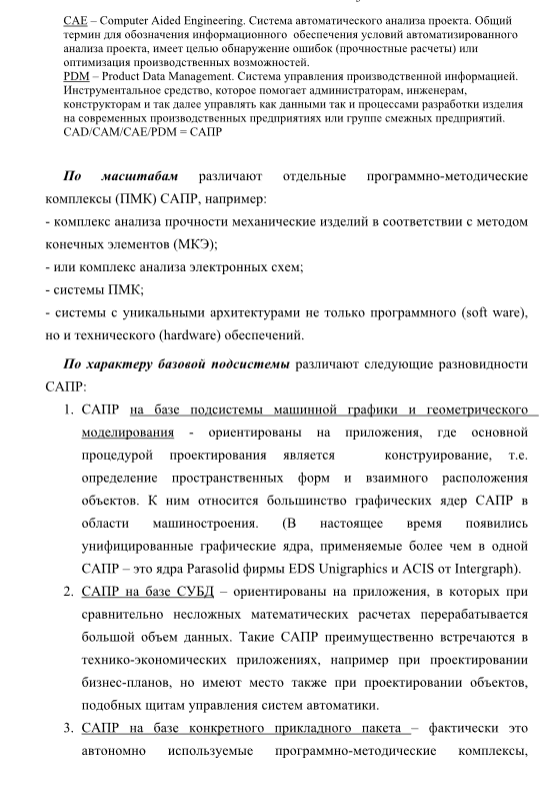 CAE – Computer Aided Engineering. Система автоматического анализа проекта. Общий
термин для обозначения информационного обеспечения условий автоматизированного
анализа проекта, имеет целью обнаружение ошибок (прочностные расчеты) или
оптимизация производственных возможностей.
PDM – Product Data Management. Система управления производственной информацией.
Инструментальное средство, которое помогает администраторам, инженерам,
конструкторам и так далее управлять как данными так и процессами разработки изделия
на современных производственных предприятиях или группе смежных предприятий.
CAD/CAM/CAE/PDM = САПР
По масштабам различают отдельные программно-методические
комплексы (ПМК) САПР, например:
- комплекс анализа прочности механические изделий в соответствии с методом
конечных элементов (МКЭ);
- или комплекс анализа электронных схем;
- системы ПМК;
- системы с уникальными архитектурами не только программного (soft ware),
но и технического (hardware) обеспечений.
По характеру базовой подсистемы различают следующие разновидности
САПР:
1. САПР на базе подсистемы машинной графики и геометрического
моделирования - ориентированы на приложения, где основной
процедурой проектирования является конструирование, т.е.
определение пространственных форм и взаимного расположения
объектов. К ним относится большинство графических ядер САПР в
области машиностроения. (В настоящее время появились
унифицированные графические ядра, применяемые более чем в одной
САПР – это ядра Parasolid фирмы EDS Unigraphics и ACIS от Intergraph).
2. САПР на базе СУБД – ориентированы на приложения, в которых при
сравнительно несложных математических расчетах перерабатывается
большой объем данных. Такие САПР преимущественно встречаются в
технико-экономических приложениях, например при проектировании
бизнес-планов, но имеют место также при проектировании объектов,
подобных щитам управления систем автоматики.
3. САПР на базе конкретного прикладного пакета – фактически это
автономно используемые программно-методические комплексы,